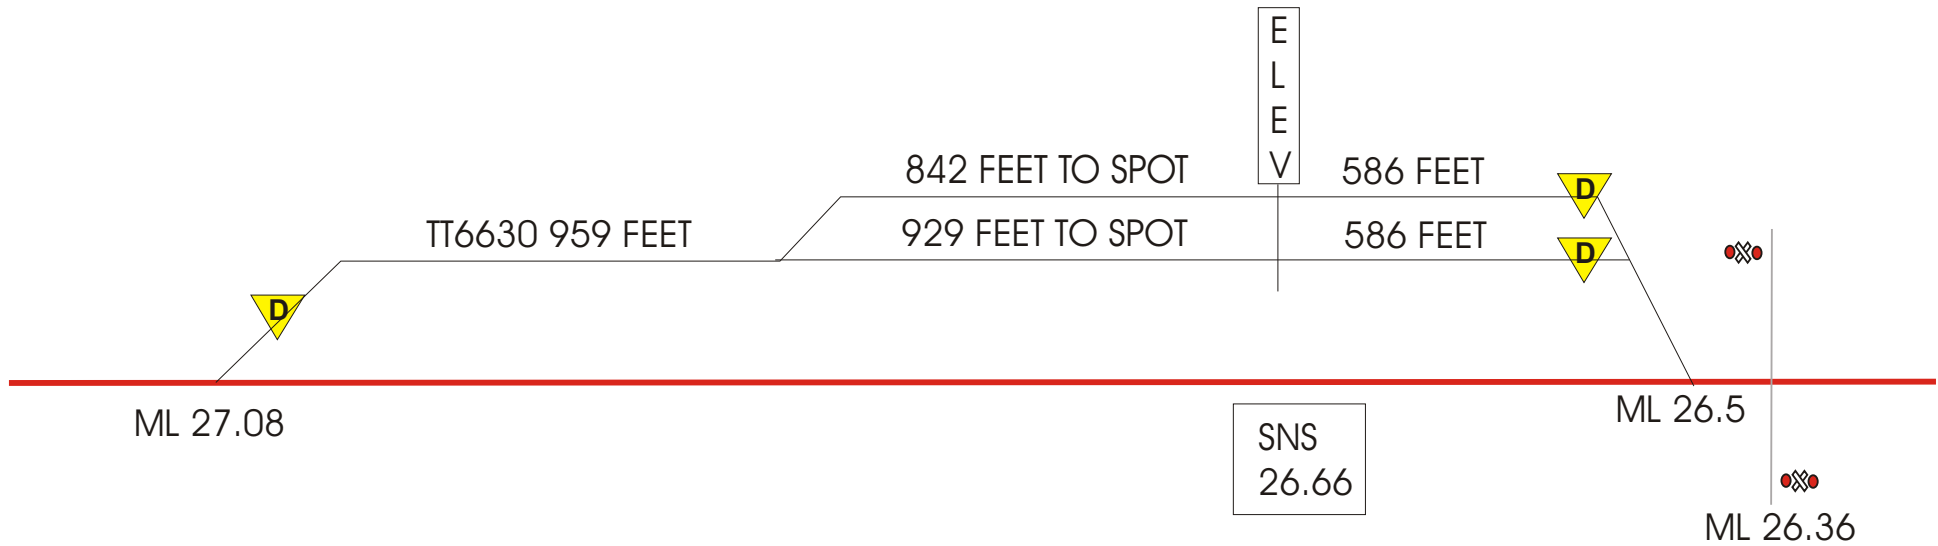 E
L
E
V
842 FEET TO SPOT
586 FEET
D
TT6630 959 FEET
929 FEET TO SPOT
586 FEET
D
D
ML 27.08
ML 26.5
SNS
26.66
ML 26.36